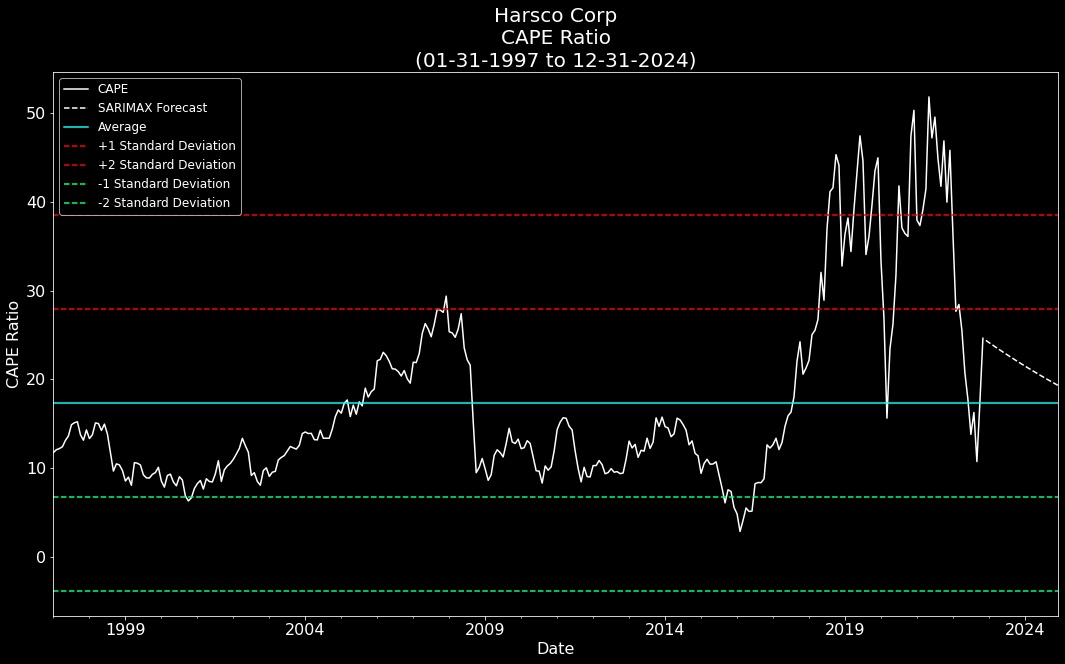 Harsco Corp
CAPE Ratio
(01-31-1997 to 12-31-2024)
CAPE
SARIMAX Forecast
Average
+1 Standard Deviation
+2 Standard Deviation
-1 Standard Deviation
-2 Standard Deviation
50
40
30
20
10
0
CAPE Ratio
1999
2004
2009
2014
2019
2024
Date